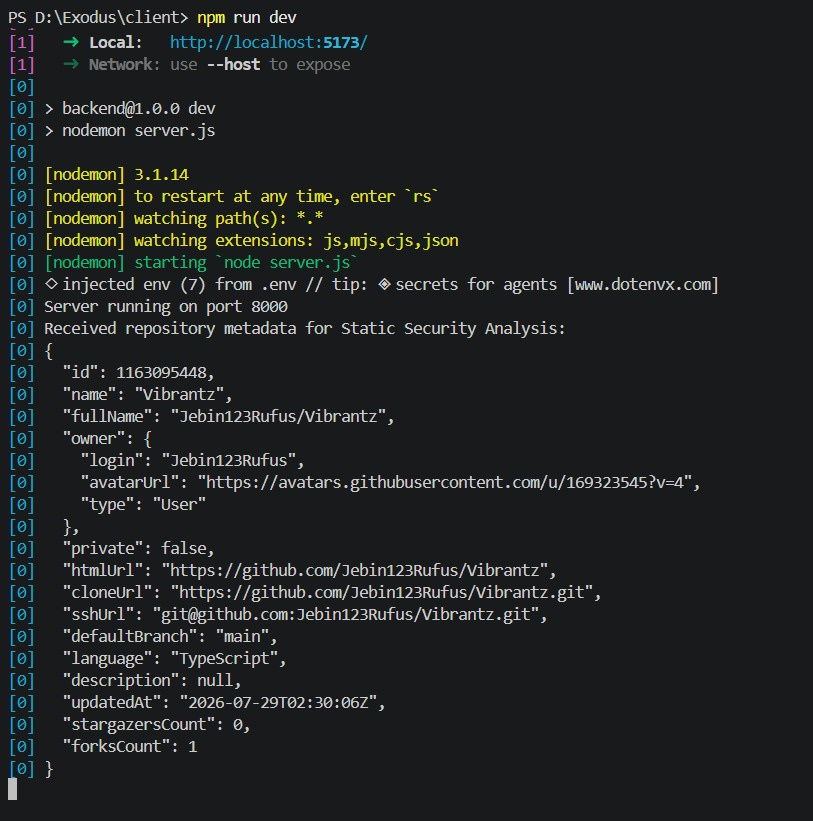 PS D:\Exodus\client> npm run dev
[1]   ➜ Local:   http://localhost:5173/
[1]   ➜ Network: use --host to expose
[0]
[0] > backend@1.0.0 dev
[0] > nodemon server.js
[0]
[0] [nodemon] 3.1.14
[0] [nodemon] to restart at any time, enter `rs`
[0] [nodemon] watching path(s): *.*
[0] [nodemon] watching extensions: js,mjs,cjs,json
[0] [nodemon] starting `node server.js`
[0] ◇ injected env (7) from .env // tip: ◈ secrets for agents [www.dotenvx.com]
[0] Server running on port 8000
[0] Received repository metadata for Static Security Analysis:
[0] {
[0]   "id": 1163095448,
[0]   "name": "Vibrantz",
[0]   "fullName": "Jebin123Rufus/Vibrantz",
[0]   "owner": {
[0]     "login": "Jebin123Rufus",
[0]     "avatarUrl": "https://avatars.githubusercontent.com/u/169323545?v=4",
[0]     "type": "User"
[0]   },
[0]   "private": false,
[0]   "htmlUrl": "https://github.com/Jebin123Rufus/Vibrantz",
[0]   "cloneUrl": "https://github.com/Jebin123Rufus/Vibrantz.git",
[0]   "sshUrl": "git@github.com:Jebin123Rufus/Vibrantz.git",
[0]   "defaultBranch": "main",
[0]   "language": "TypeScript",
[0]   "description": null,
[0]   "updatedAt": "2026-07-29T02:30:06Z",
[0]   "stargazersCount": 0,
[0]   "forksCount": 1
[0] }